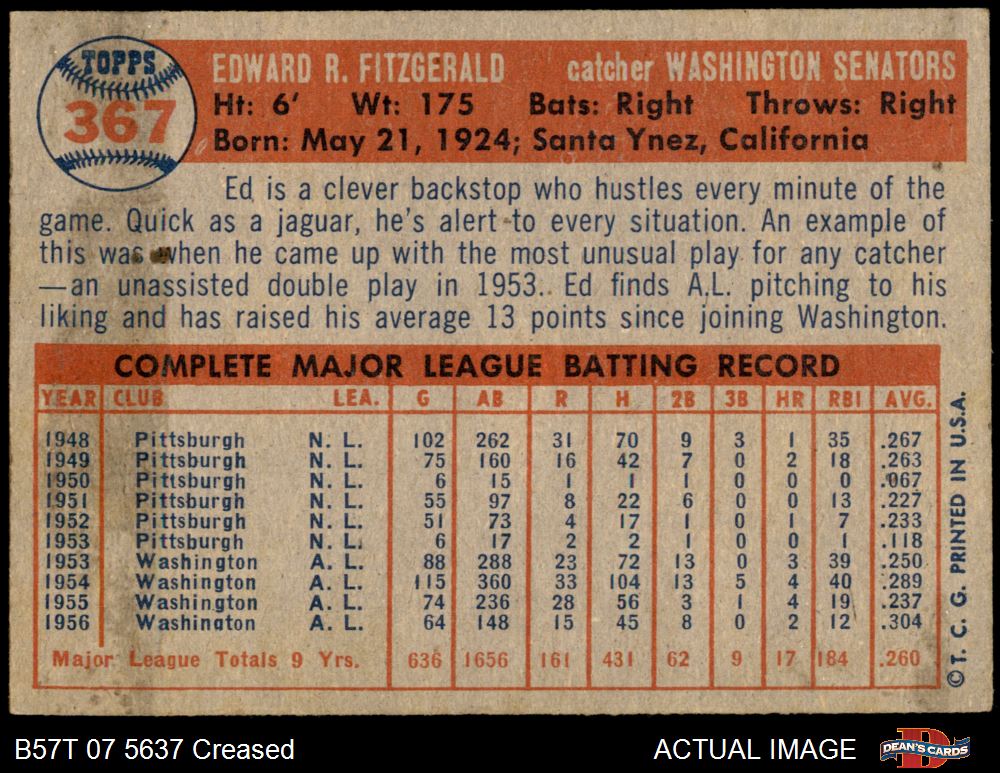 TOPPS
367
EDWARD R. FITZGERALD catcher WASHINGTON SENATORS
Ht: 6' Wt: 175 Bats: Right Throws: Right
Born: May 21, 1924; Santa Ynez, California
Ed is a clever backstop who hustles every minute of the
game. Quick as a jaguar, he's alert to every situation. An example of
this was when he came up with the most unusual play for any catcher
—an unassisted double play in 1953. Ed finds A.L. pitching to his
liking and has raised his average 13 points since joining Washington.
COMPLETE MAJOR LEAGUE BATTING RECORD
YEAR CLUB LEA. G AB R H 2B 3B HR RBI AVG.
1948 Pittsburgh N. L. 102 262 31 70 9 3 1 35 .267
1949 Pittsburgh N. L. 75 160 16 42 7 0 2 18 .263
1950 Pittsburgh N. L. 6 15 1 1 1 0 0 0 .067
1951 Pittsburgh N. L. 55 97 8 22 6 0 0 13 .227
1952 Pittsburgh N. L. 51 73 4 17 1 0 1 7 .233
1953 Pittsburgh N. L. 6 17 2 2 1 0 0 1 .118
1953 Washington A. L. 88 288 23 72 13 0 3 39 .250
1954 Washington A. L. 115 360 33 104 13 5 4 40 .289
1955 Washington A. L. 74 236 28 56 3 1 4 19 .237
1956 Washington A. L. 64 148 15 45 8 0 2 12 .304
Major League Totals 9 Yrs. 636 1656 161 431 62 9 17 184 .260
© T. C. G. PRINTED IN U.S.A.
B57T 07 5637 Creased ACTUAL IMAGE
DEAN'S CARDS